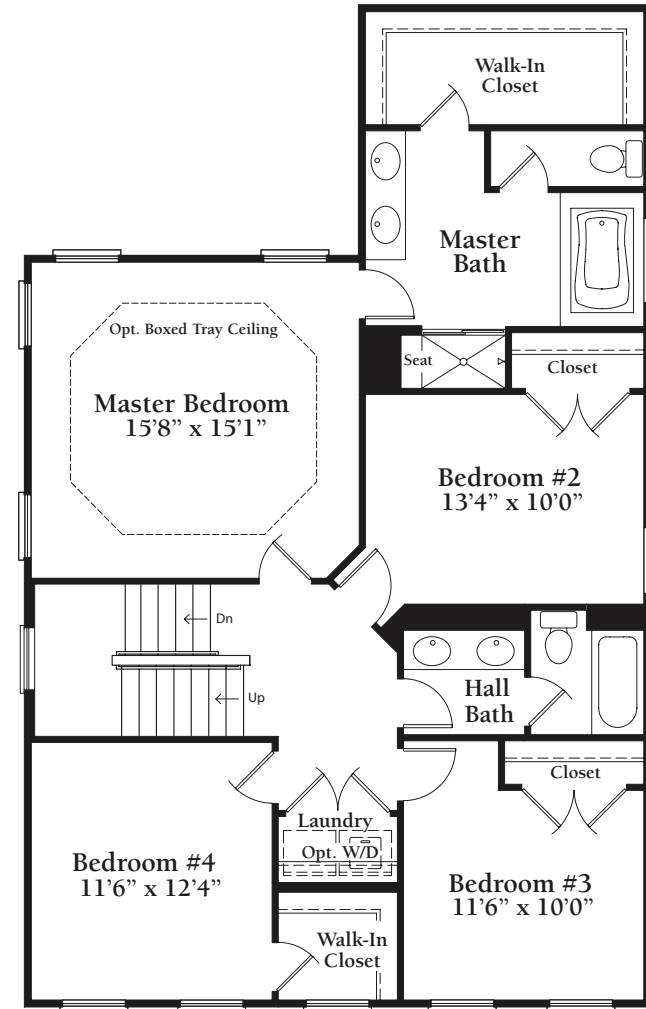 Walk-In
Closet
Master
Bath
Opt. Boxed Tray Ceiling
Seat
Closet
Master Bedroom
15’8” x 15’1”
Bedroom #2
13’4” x 10’0”
Dn
Up
Hall
Bath
Closet
Laundry
Opt. W/D
Bedroom #4
11’6” x 12’4”
Bedroom #3
11’6” x 10’0”
Walk-In
Closet